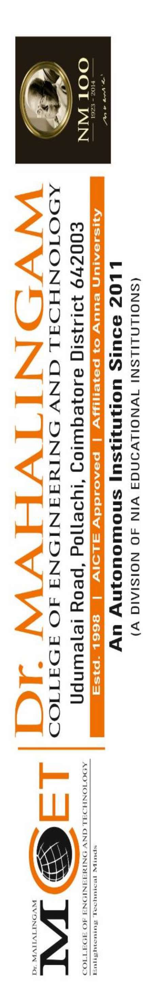 Dr. MAHALINGAM
MCET
COLLEGE OF ENGINEERING AND TECHNOLOGY
Enlightening Technical Minds
Dr. MAHALINGAM
COLLEGE OF ENGINEERING AND TECHNOLOGY
Udumalai Road, Pollachi, Coimbatore District 642003
Estd. 1998 | AICTE Approved | Affiliated to Anna University
An Autonomous Institution Since 2011
(A DIVISION OF NIA EDUCATIONAL INSTITUTIONS)
NM 100
1923 - 2014